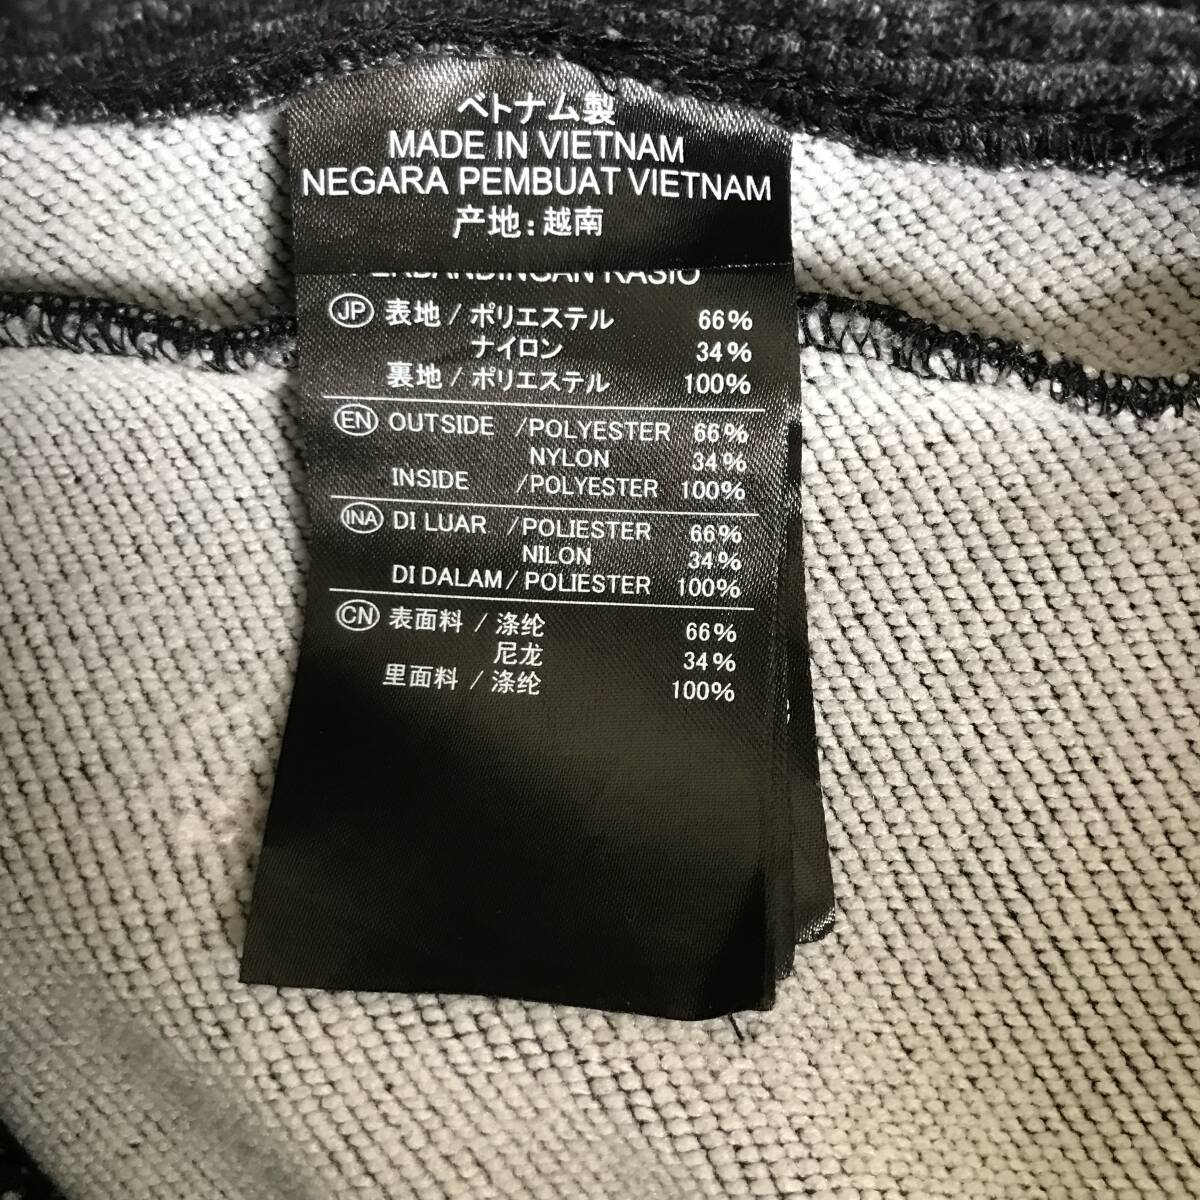 ベトナム製
MADE IN VIETNAM
NEGARA PEMBUAT VIETNAM
产地:越南
JP 表地 / ポリエステル 66%
ナイロン 34%
裏地 / ポリエステル 100%
EN OUTSIDE /POLYESTER 66%
NYLON 34%
INSIDE /POLYESTER 100%
INA DI LUAR /POLIESTER 66%
NILON 34%
DI DALAM / POLIESTER 100%
CN 表面料 / 涤纶 66%
尼龙 34%
里面料 / 涤纶 100%